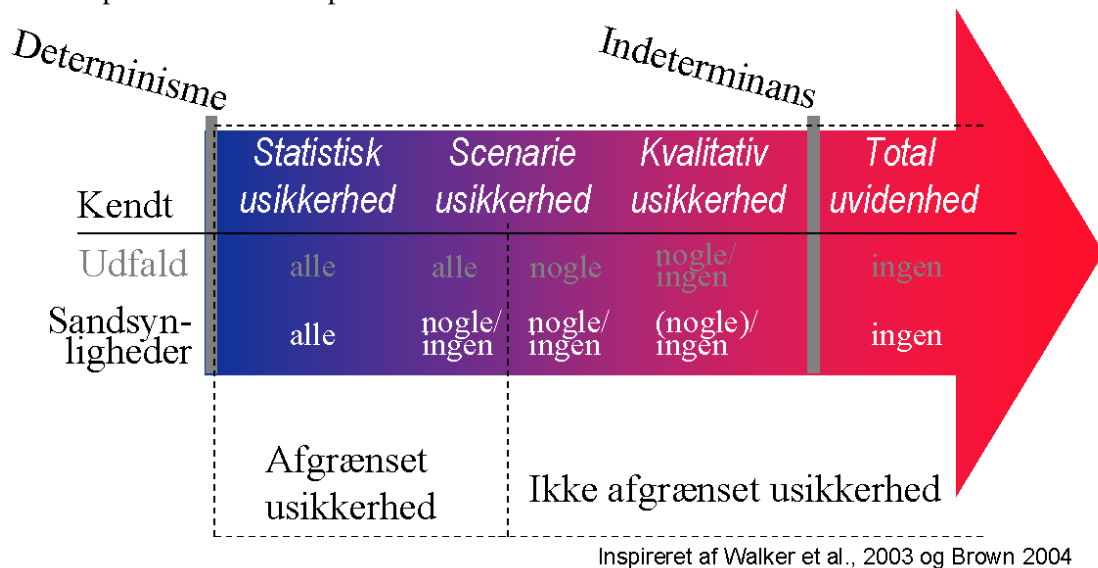 Determinisme
Indeterminans
Statistisk usikkerhed
Scenarie usikkerhed
Kvalitativ usikkerhed
Total uvidenhed
Kendt
Udfald
alle
alle
nogle
nogle/
ingen
ingen
Sandsyn-
ligheder
alle
nogle/
ingen
nogle/
ingen
(nogle)/
ingen
ingen
Afgrænset
usikkerhed
Ikke afgrænset usikkerhed
Inspireret af Walker et al., 2003 og Brown 2004